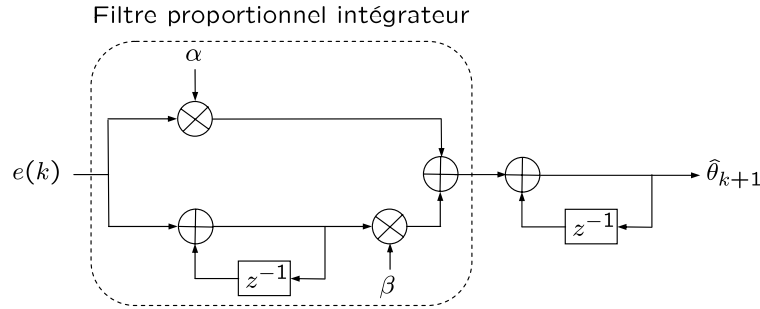 Filtre proportionnel intégrateur
α
e(k)
θ̂ₖ₊₁
z⁻¹
z⁻¹
β